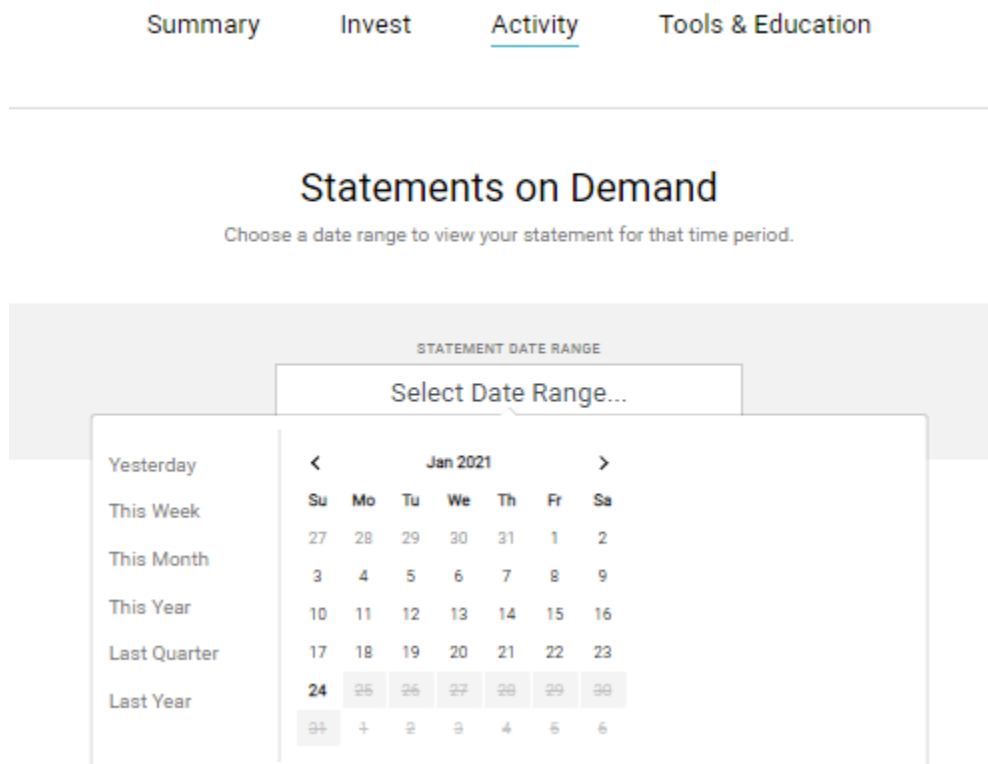 Summary Invest Activity Tools & Education
Statements on Demand
Choose a date range to view your statement for that time period.
STATEMENT DATE RANGE
Select Date Range...
Yesterday
This Week
This Month
This Year
Last Quarter
Last Year
< Jan 2021 >
Su Mo Tu We Th Fr Sa
27 28 29 30 31 1 2
3 4 5 6 7 8 9
10 11 12 13 14 15 16
17 18 19 20 21 22 23
24 25 26 27 28 29 30
31 1 2 3 4 5 6